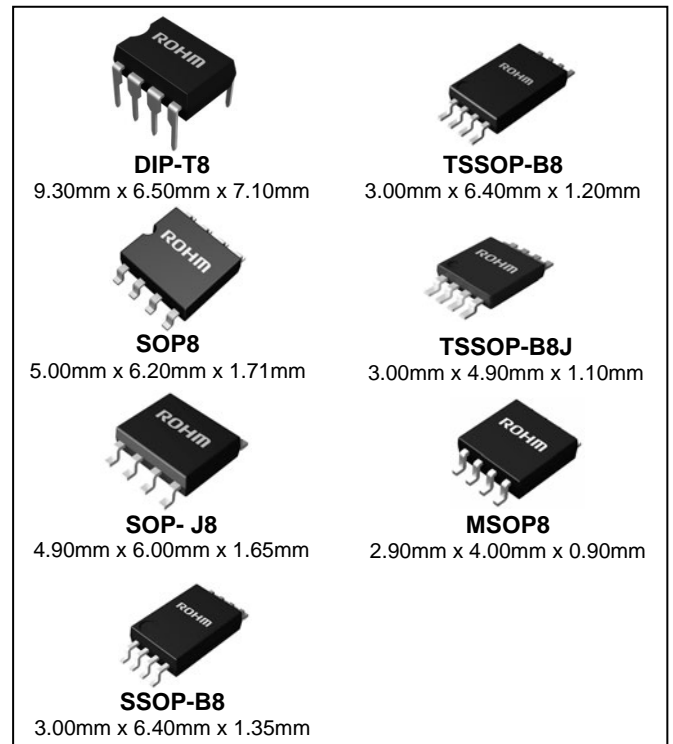 ROHM
DIP-T8
9.30mm x 6.50mm x 7.10mm
ROHM
TSSOP-B8
3.00mm x 6.40mm x 1.20mm
ROHM
SOP8
5.00mm x 6.20mm x 1.71mm
ROHM
TSSOP-B8J
3.00mm x 4.90mm x 1.10mm
ROHM
SOP- J8
4.90mm x 6.00mm x 1.65mm
ROHM
MSOP8
2.90mm x 4.00mm x 0.90mm
ROHM
SSOP-B8
3.00mm x 6.40mm x 1.35mm